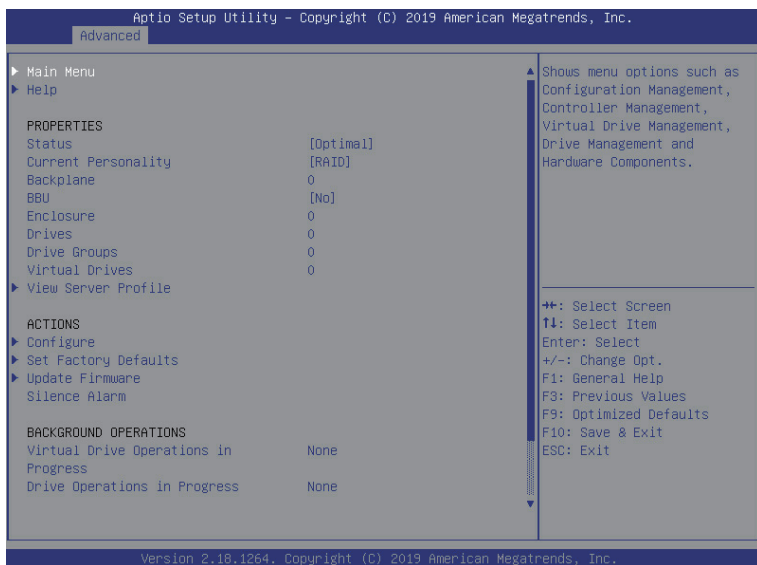 Aptio Setup Utility – Copyright (C) 2019 American Megatrends, Inc.
Advanced
Main Menu
Help
PROPERTIES
Status [Optimal]
Current Personality [RAID]
Backplane 0
BBU [No]
Enclosure 0
Drives 0
Drive Groups 0
Virtual Drives 0
View Server Profile
ACTIONS
Configure
Set Factory Defaults
Update Firmware
Silence Alarm
BACKGROUND OPERATIONS
Virtual Drive Operations in None
Progress
Drive Operations in Progress None
Shows menu options such as
Configuration Management,
Controller Management,
Virtual Drive Management,
Drive Management and
Hardware Components.
→←: Select Screen
↑↓: Select Item
Enter: Select
+/-: Change Opt.
F1: General Help
F3: Previous Values
F9: Optimized Defaults
F10: Save & Exit
ESC: Exit
Version 2.18.1264. Copyright (C) 2019 American Megatrends, Inc.